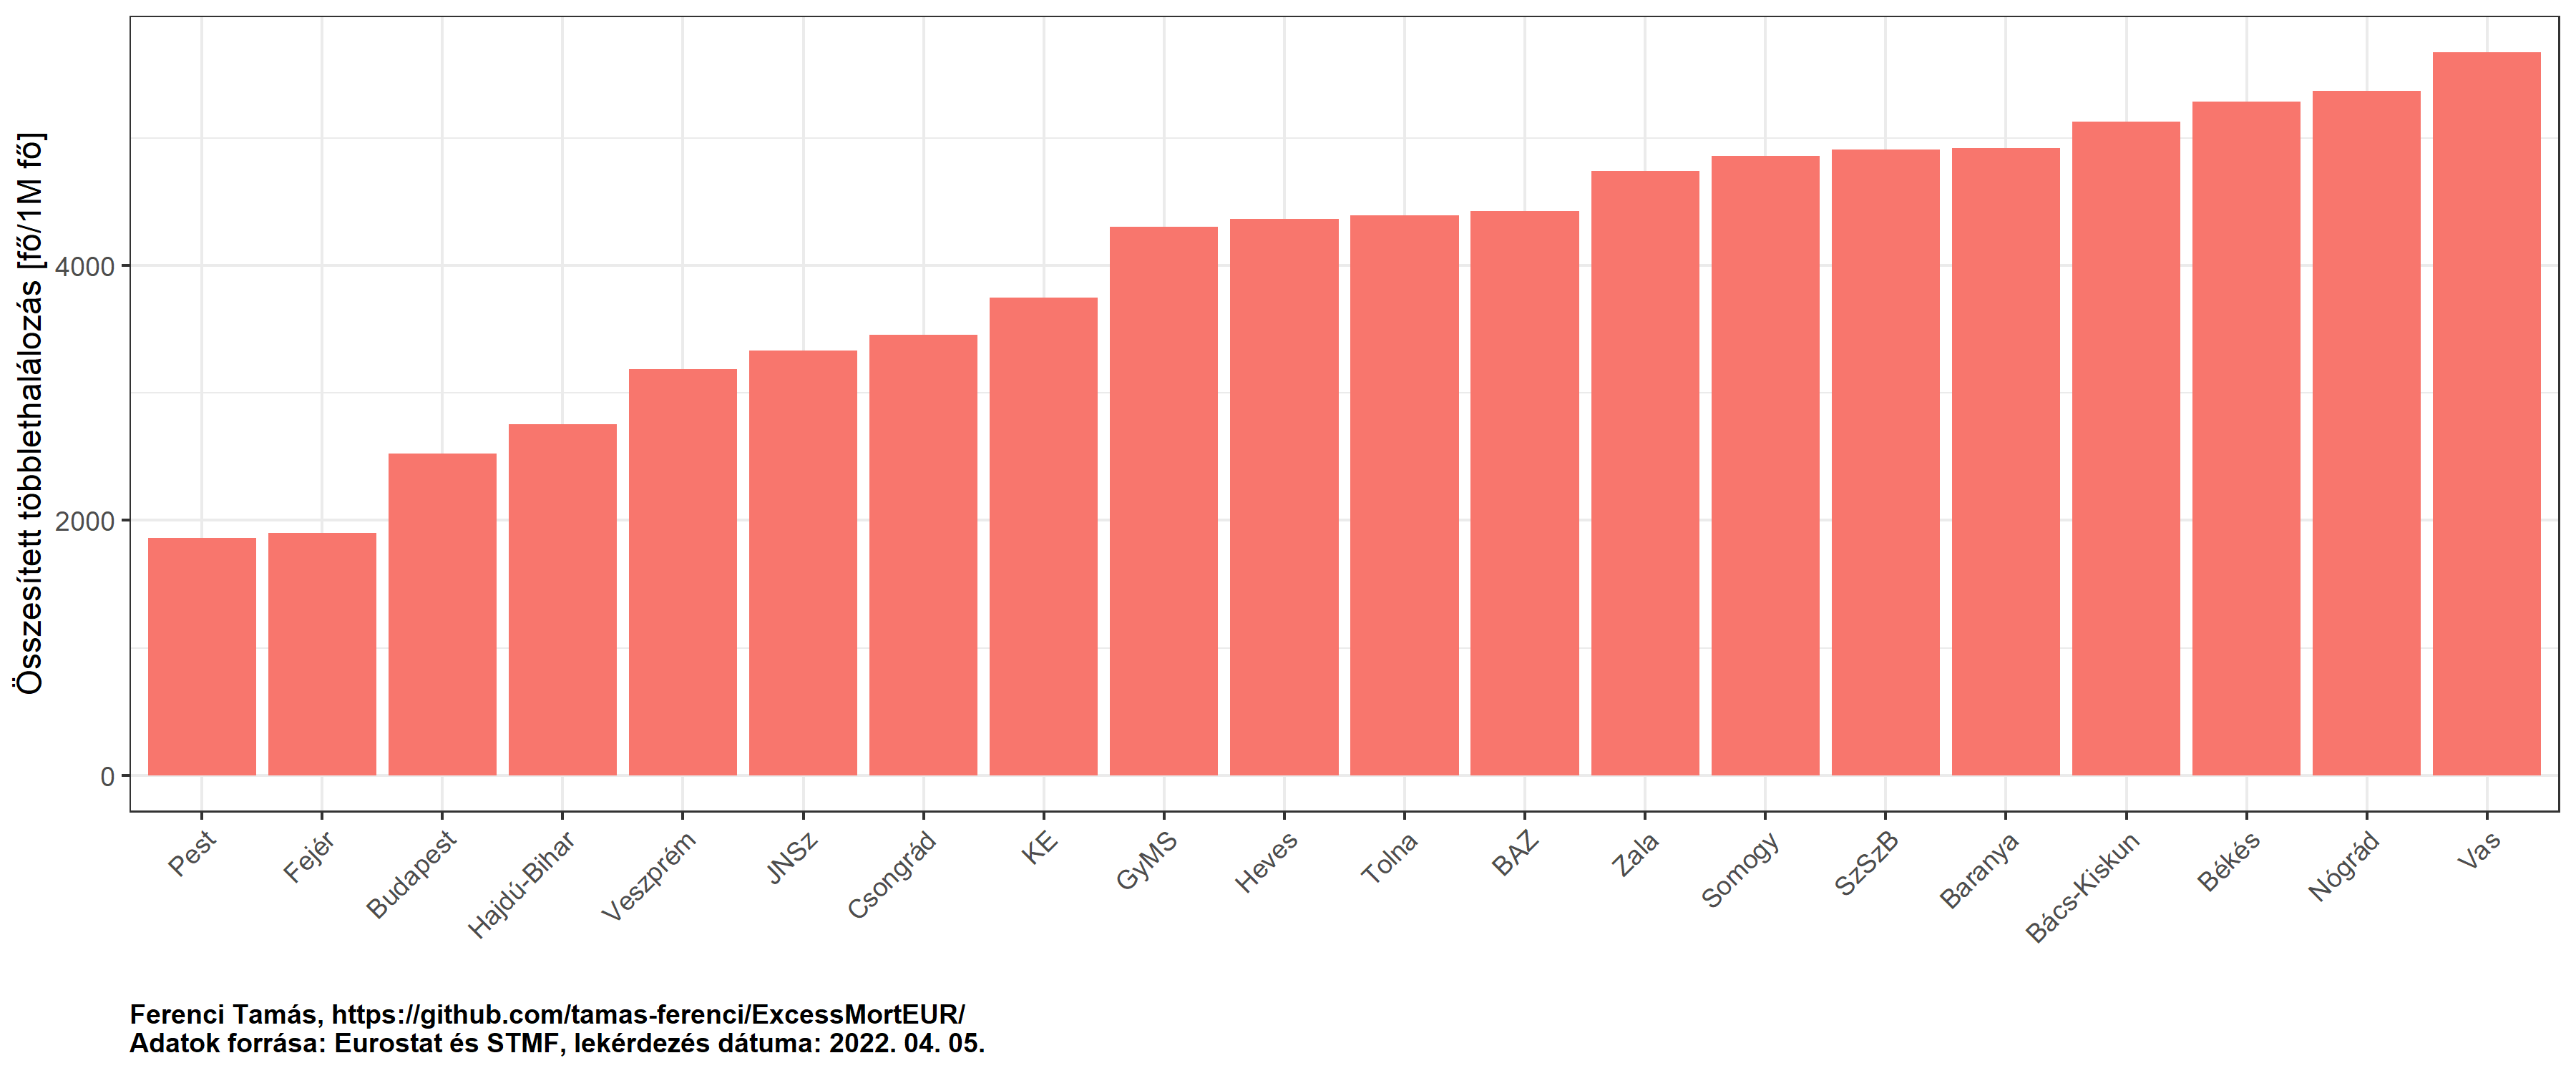 Összesített többlethalálozás [fő/1M fő]
4000
2000
0
Pest
Fejér
Budapest
Hajdú-Bihar
Veszprém
JNSz
Csongrád
KE
GyMS
Heves
Tolna
BAZ
Zala
Somogy
SzSzB
Baranya
Bács-Kiskun
Békés
Nógrád
Vas
Ferenci Tamás, https://github.com/tamas-ferenci/ExcessMortEUR/
Adatok forrása: Eurostat és STMF, lekérdezés dátuma: 2022. 04. 05.